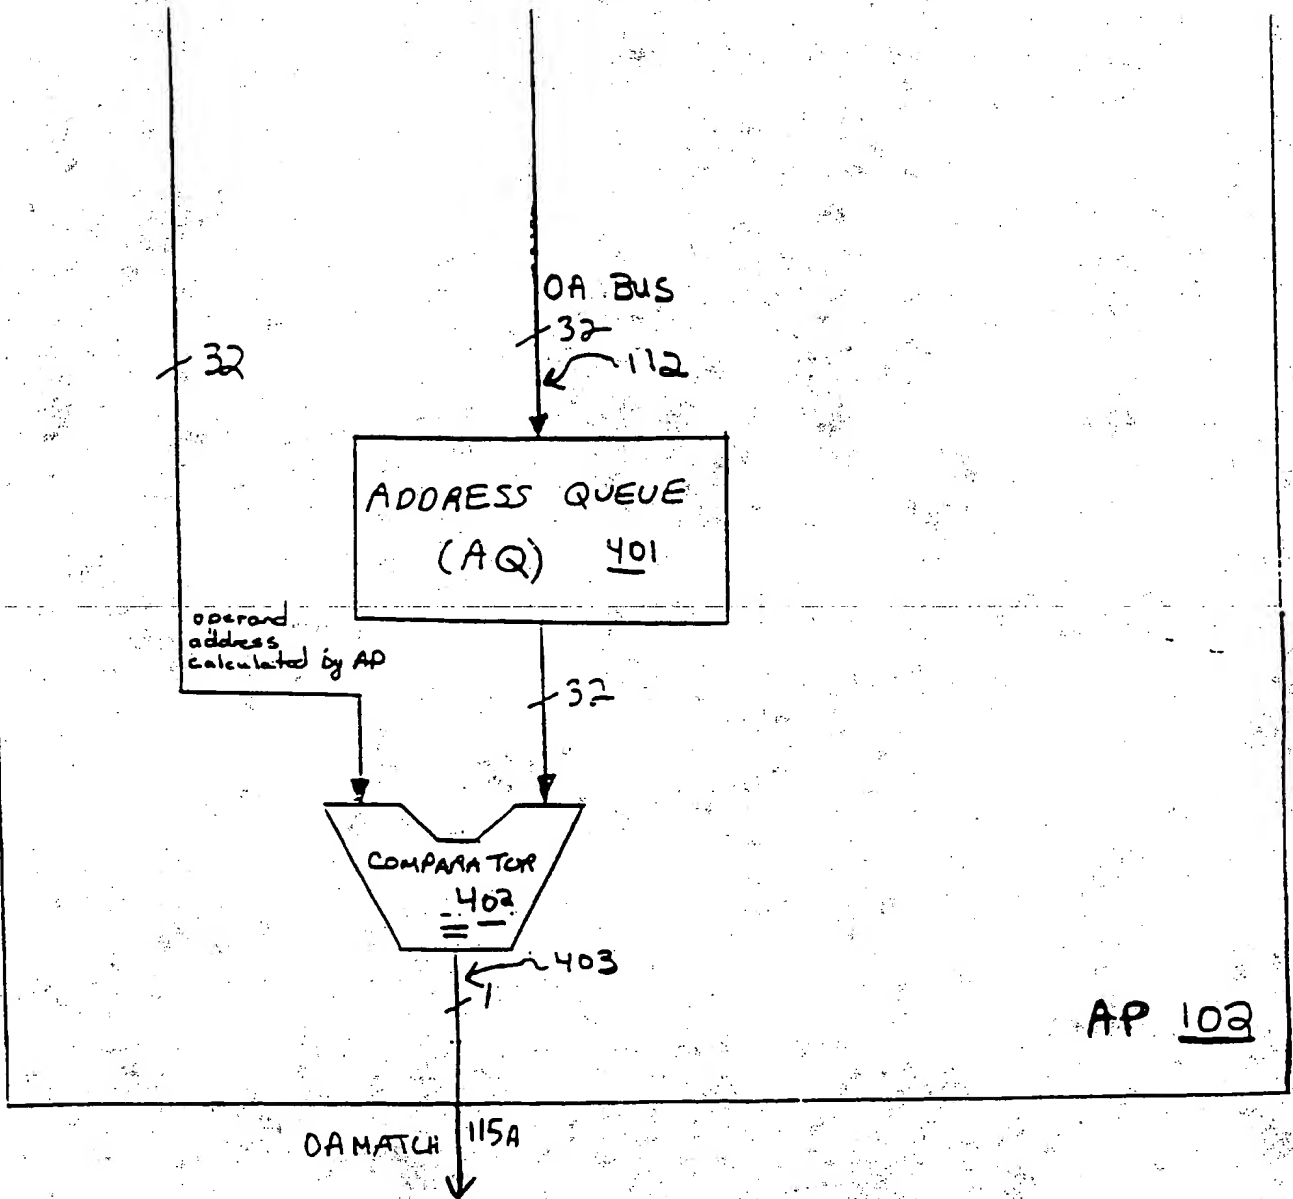 OA BUS
32
112
32
ADDRESS QUEUE
(AQ) 401
operand
address
calculated by AP
32
COMPARATOR
= 402
403
1
AP 102
OA MATCH 115A